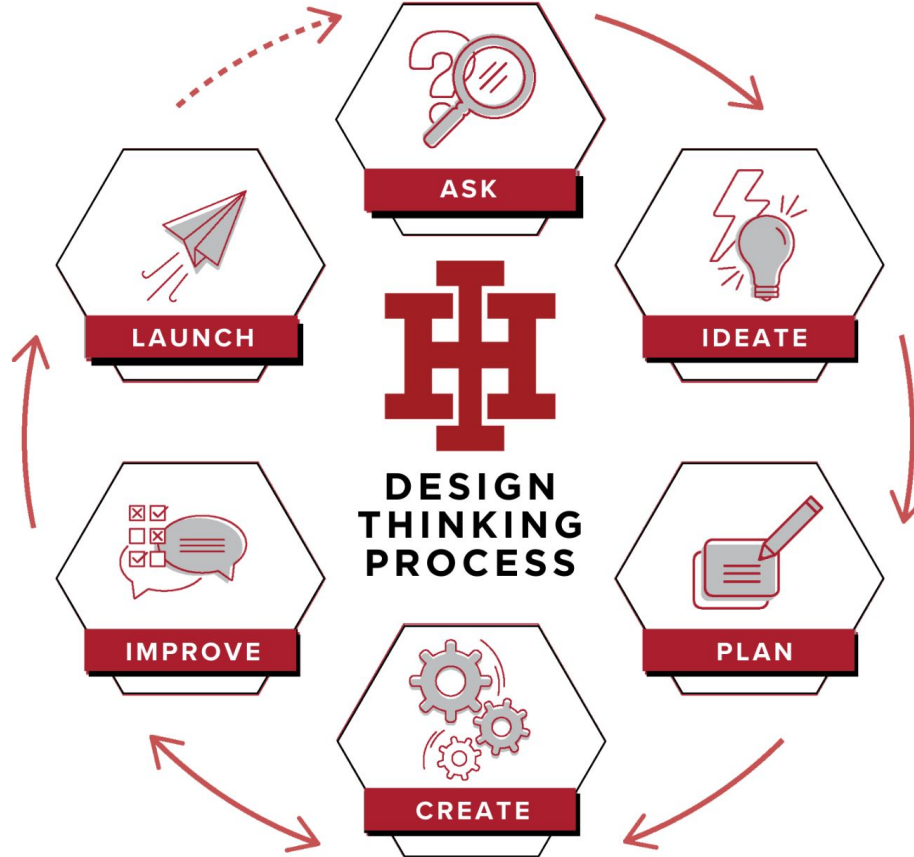 ASK
IDEATE
PLAN
CREATE
IMPROVE
LAUNCH
DESIGN
THINKING
PROCESS